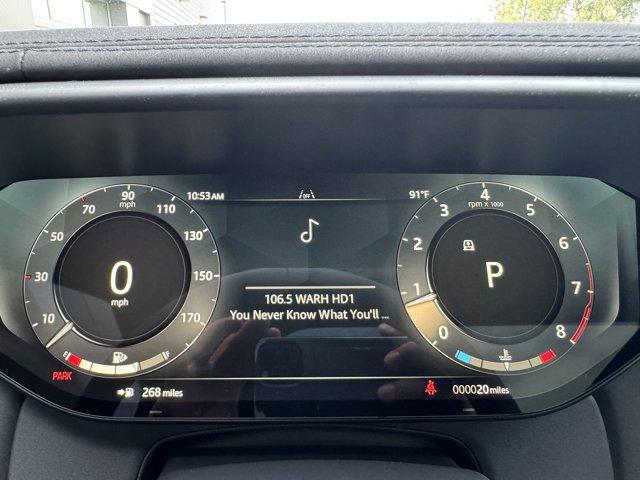 10:53AM
OFF
91°F
90
mph
70
110
50
130
30
150
10
170
0
mph
E
F
PARK
268 miles
106.5 WARH HD1
You Never Know What You'll ...
4
rpm x 1000
3
5
2
6
1
7
0
8
P
000020miles